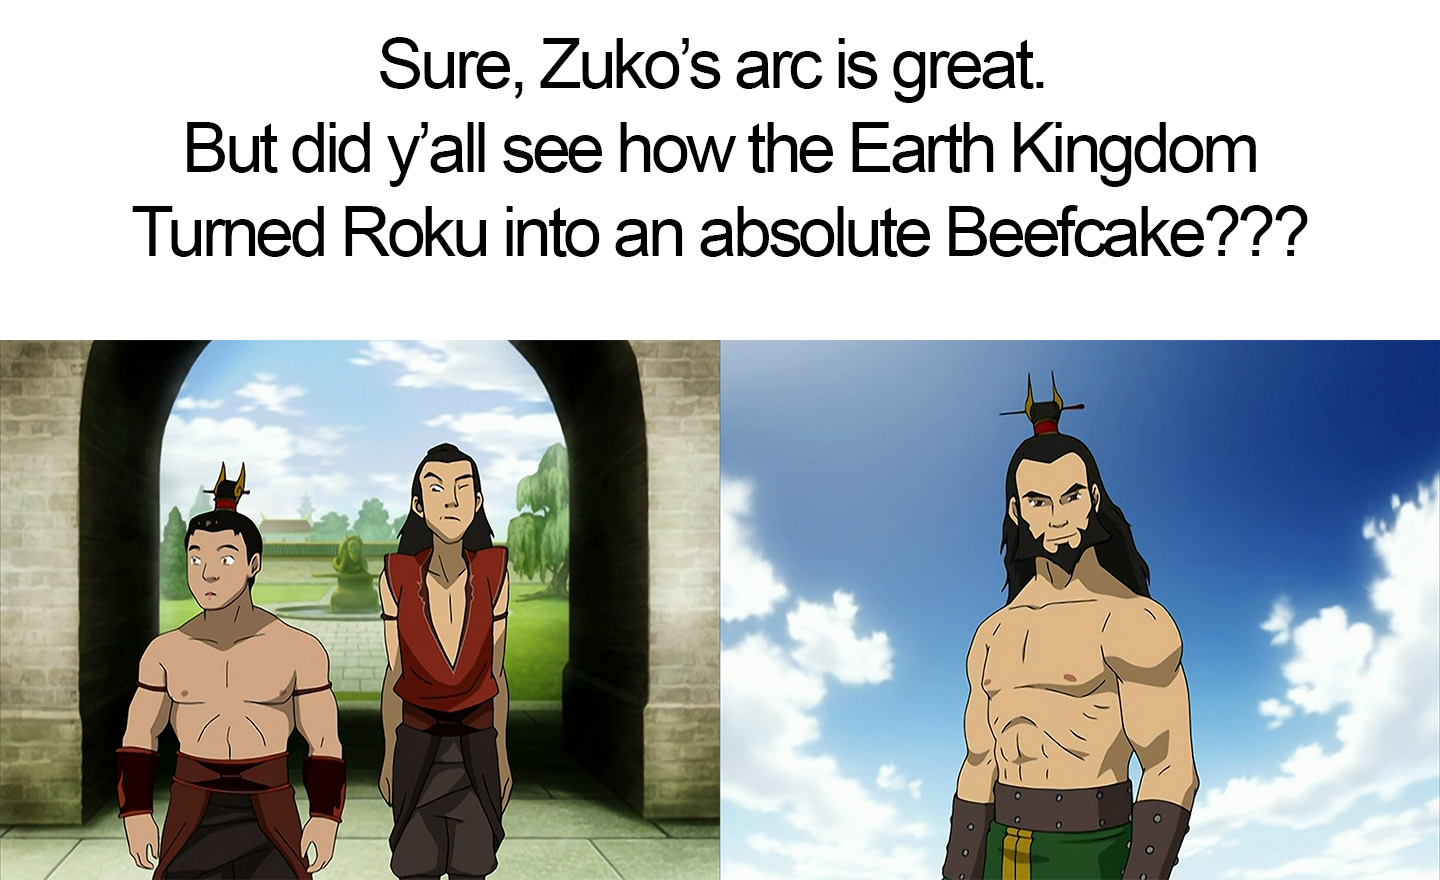 Sure, Zuko’s arc is great.
But did y’all see how the Earth Kingdom
Turned Roku into an absolute Beefcake???